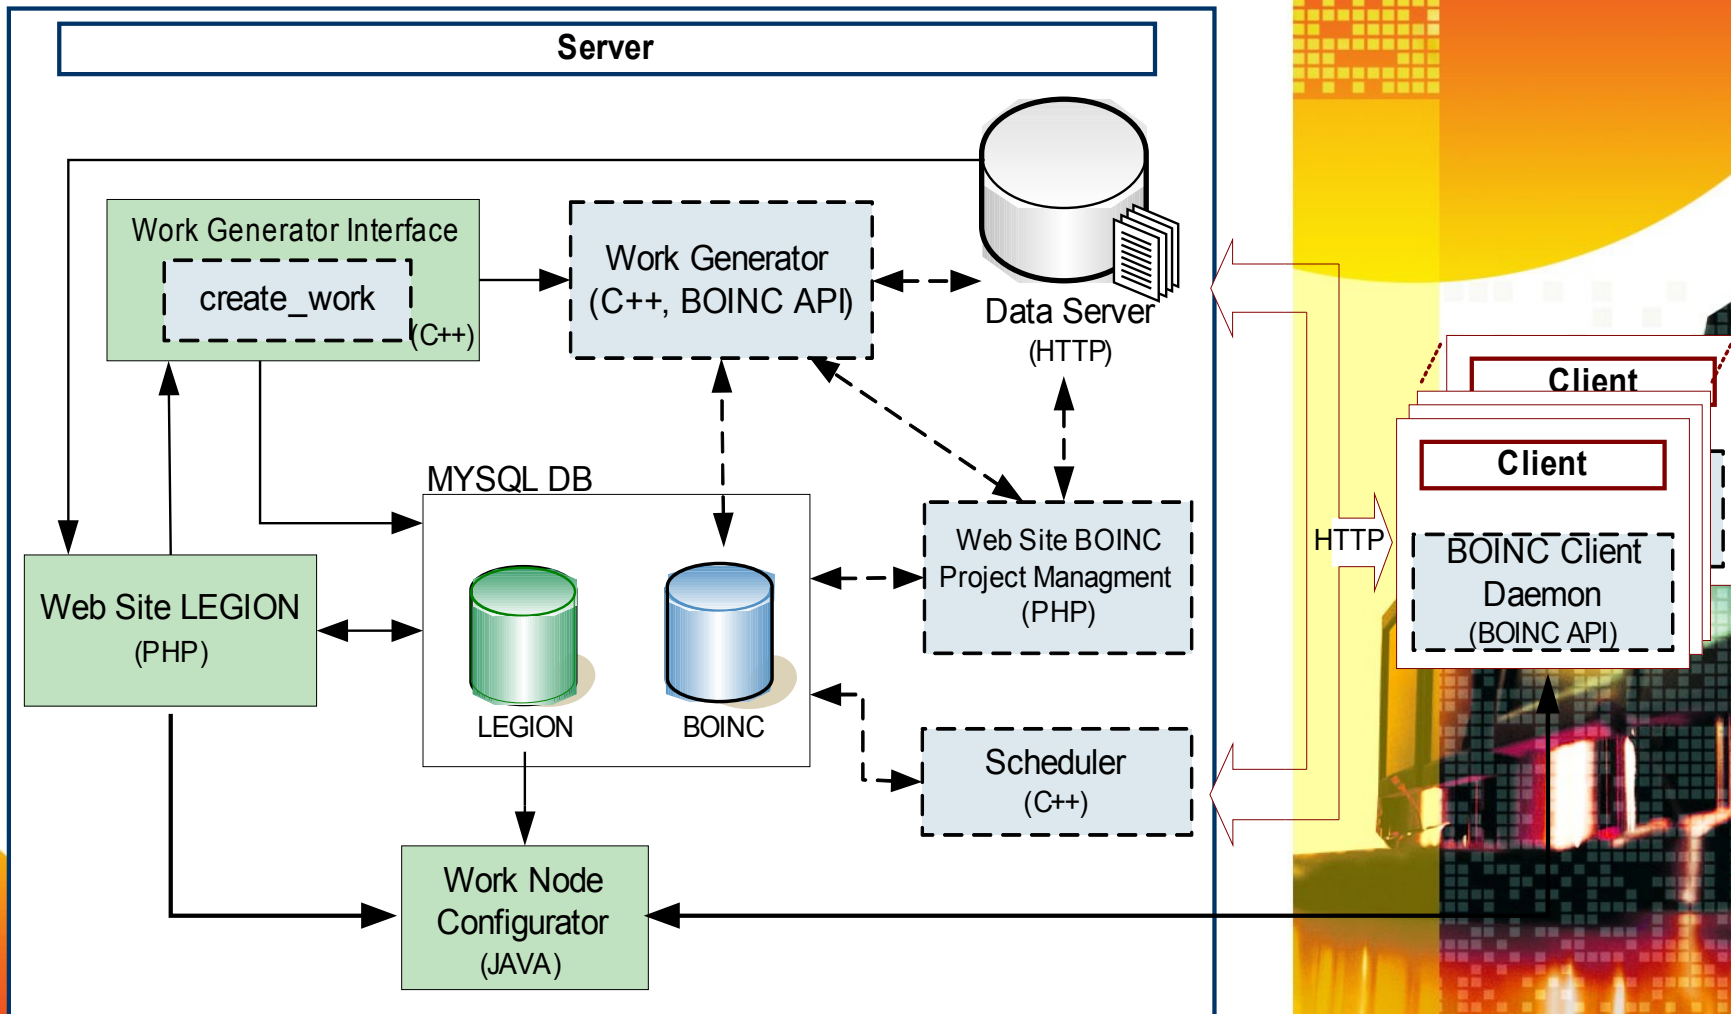 Server
Work Generator Interface
create_work
(C++)
Work Generator
(C++, BOINC API)
Data Server
(HTTP)
MYSQL DB
LEGION
BOINC
Web Site LEGION
(PHP)
Web Site BOINC
Project Managment
(PHP)
Scheduler
(C++)
Work Node
Configurator
(JAVA)
HTTP
Client
Client
BOINC Client
Daemon
(BOINC API)